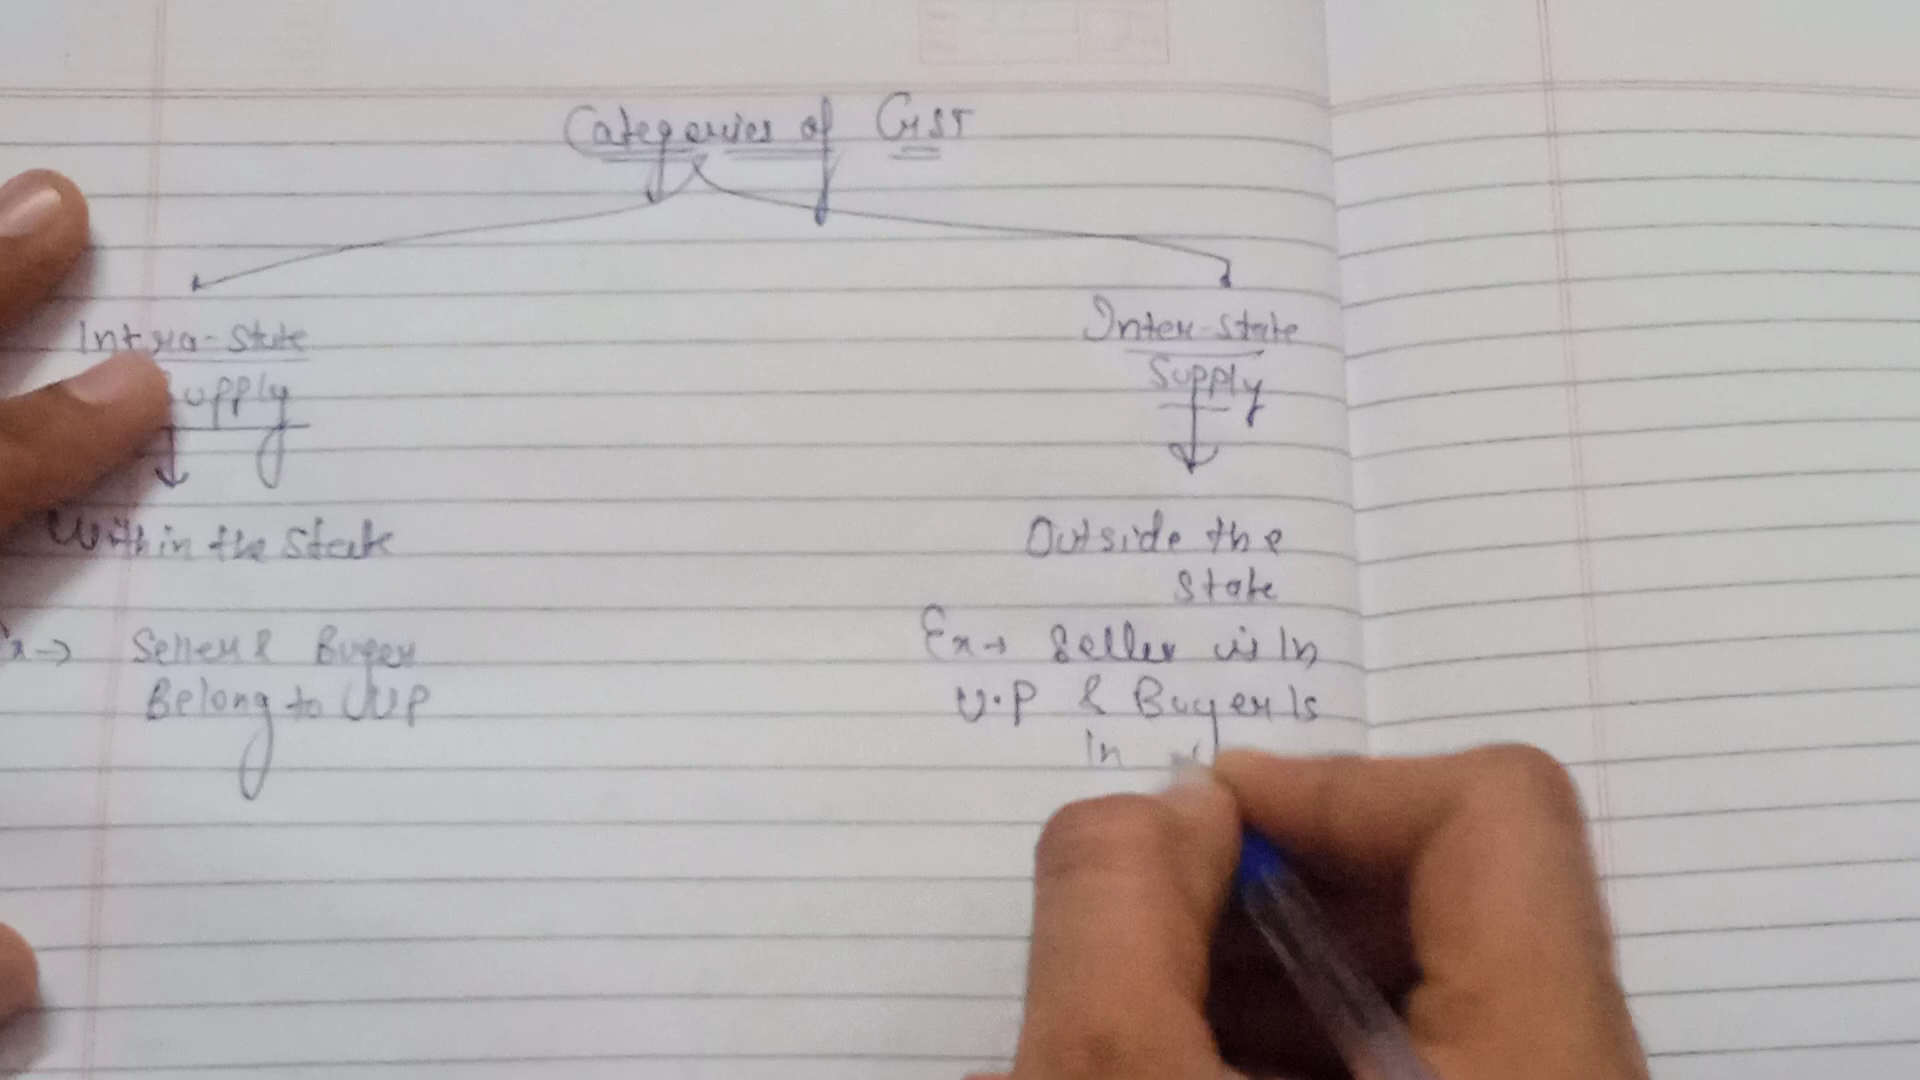 Categories of GST
Intra-State
Supply
Within the State
Ex→ Seller & Buyer
Belong to UP
Inter-State
Supply
Outside the
state
Ex→ Seller is In
U.P & Buyer Is
In